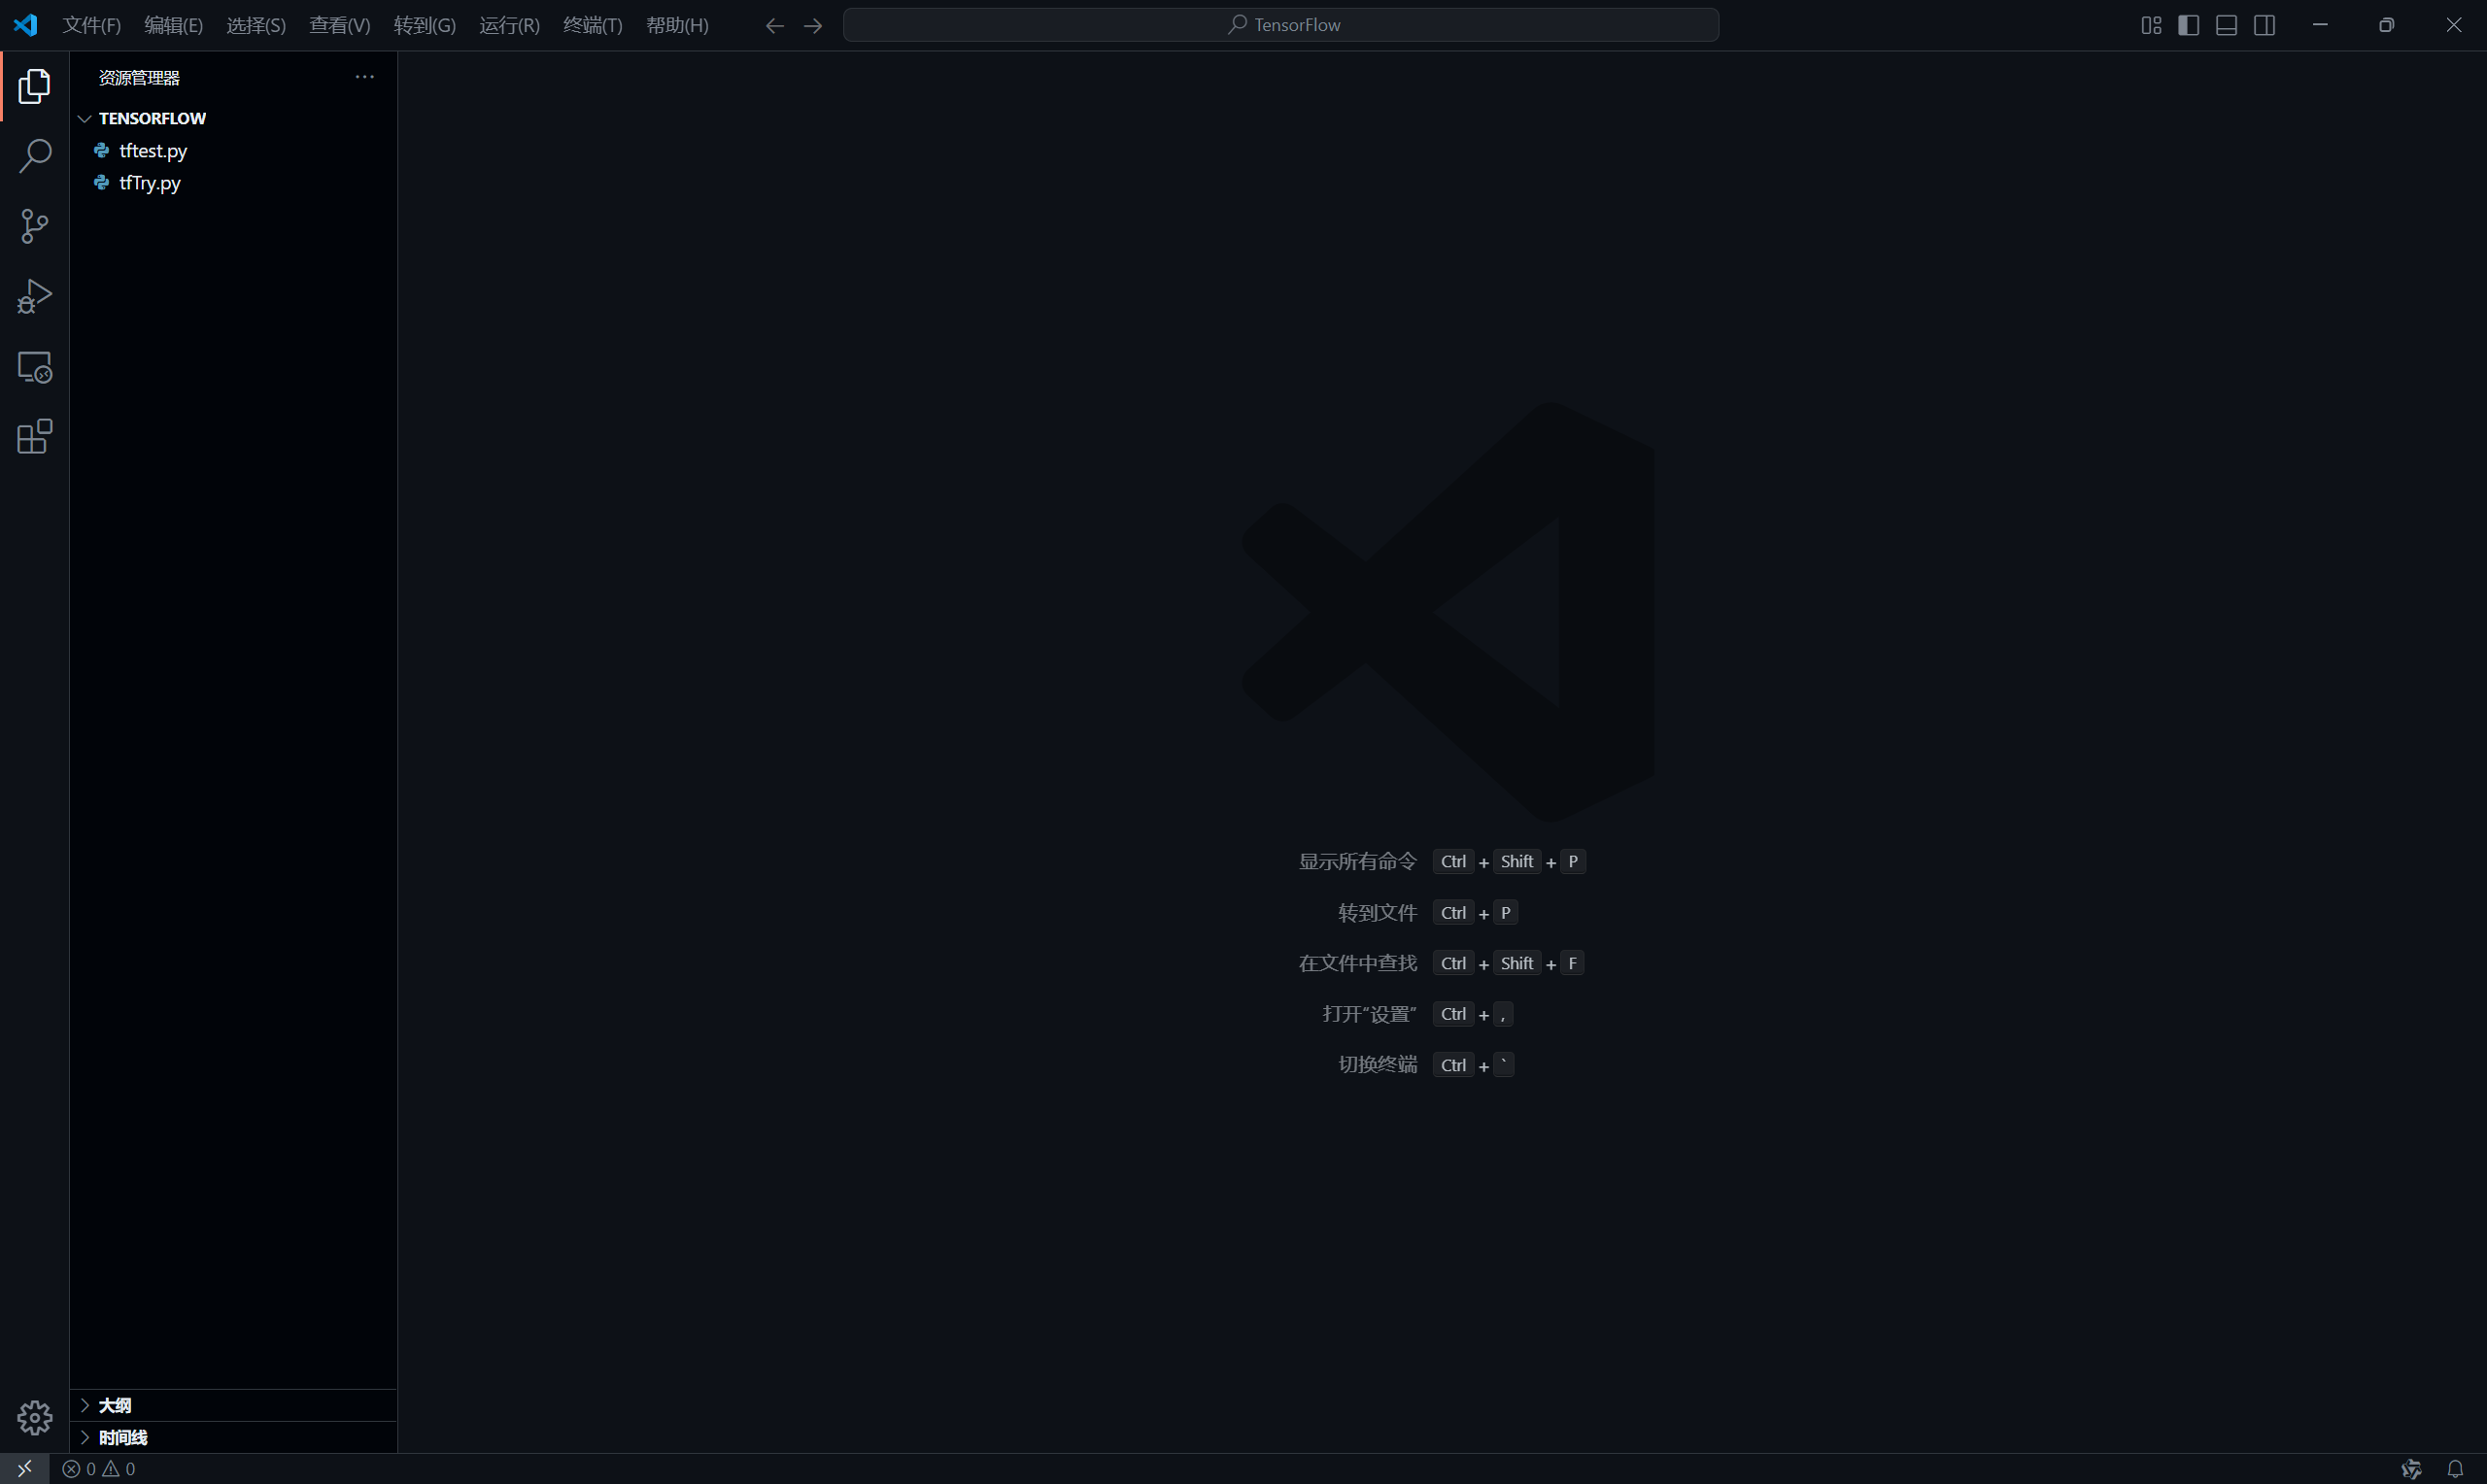 文件(F) 编辑(E) 选择(S) 查看(V) 转到(G) 运行(R) 终端(T) 帮助(H) TensorFlow
资源管理器
TENSORFLOW
tftest.py
tfTry.py
显示所有命令 Ctrl + Shift + P
转到文件 Ctrl + P
在文件中查找 Ctrl + Shift + F
打开“设置” Ctrl + ,
切换终端 Ctrl + `
大纲
时间线
0 0